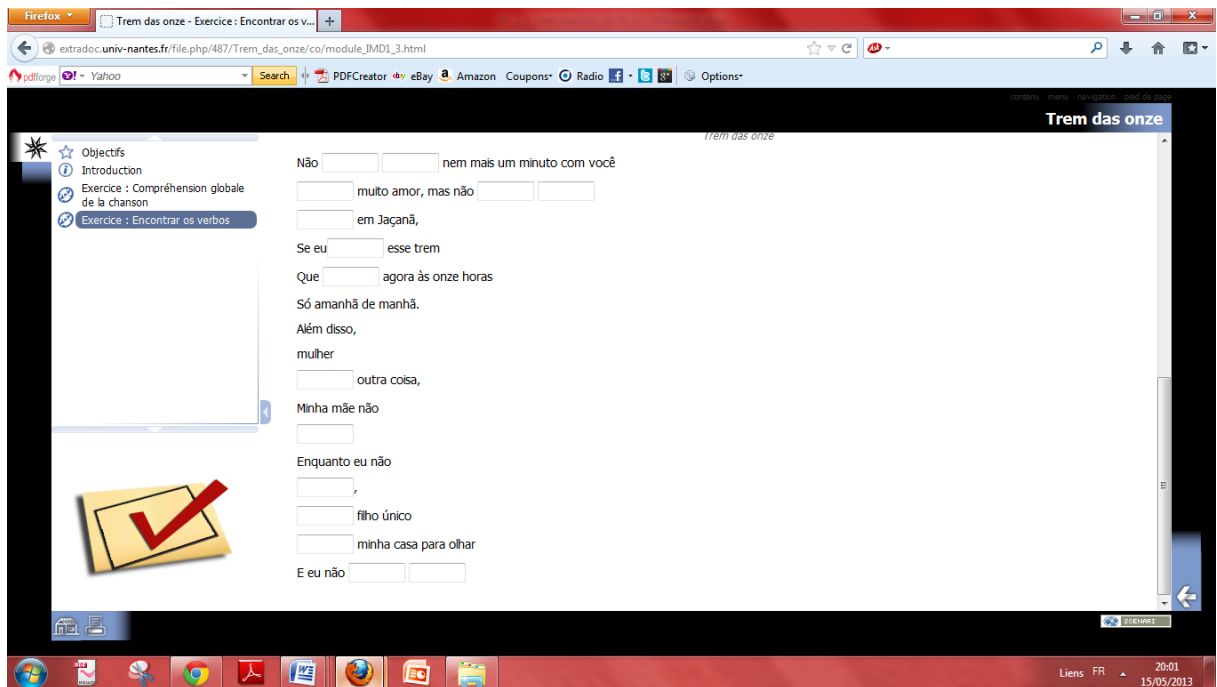 Firefox
Trem das onze - Exercice : Encontrar os v...
extradoc.univ-nantes.fr/file.php/487/Trem_das_onze/co/module_IMD1_3.html
pdfforge Yahoo Search PDFCreator eBay Amazon Coupons Radio Options
contenu menu navigation pied de page
Trem das onze
Trem das onze
Objectifs
Introduction
Exercice : Compréhension globale
de la chanson
Exercice : Encontrar os verbos
Não nem mais um minuto com você
muito amor, mas não
em Jaçanã,
Se eu esse trem
Que agora às onze horas
Só amanhã de manhã.
Além disso,
mulher
outra coisa,
Minha mãe não
Enquanto eu não
,
filho único
minha casa para olhar
E eu não
SCENARI
Liens FR 20:01
15/05/2013